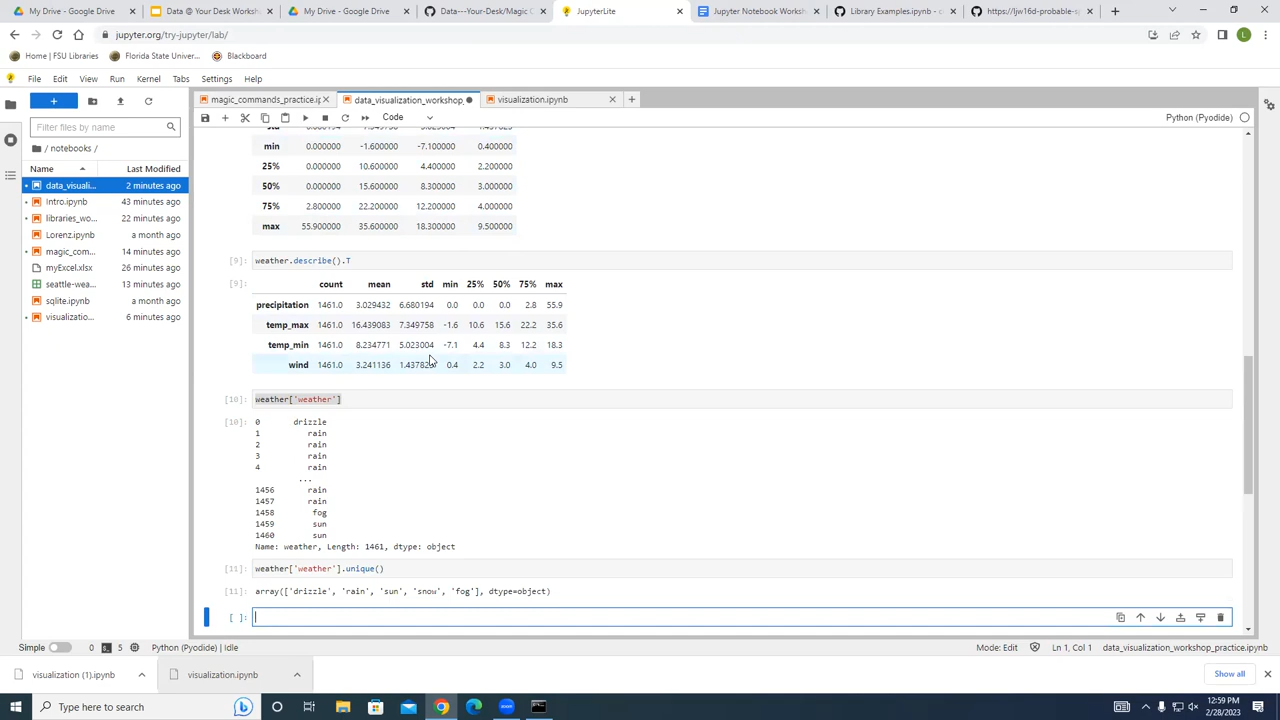 My Drive - Google Drive
Data @ Your Desk Workshop
My Drive - Google Drive
Data---Your-Desk/Magic C
JupyterLite
Jupyter Notebook Worksh
Library Examples.ipynb - c
https://ljw16d-probable-s
jupyter.org/try-jupyter/lab/
L
Home | FSU Libraries
Florida State Univer...
Blackboard
File Edit View Run Kernel Tabs Settings Help
magic_commands_practice.ip
data_visualization_workshop_
visualization.ipynb
Code
Python (Pyodide)
Filter files by name
/ notebooks /
Name Last Modified
data_visuali... 2 minutes ago
Intro.ipynb 43 minutes ago
libraries_wo... 22 minutes ago
Lorenz.ipynb a month ago
magic_com... 14 minutes ago
myExcel.xlsx 26 minutes ago
seattle-wea... 2 minutes ago
sqlite.ipynb a month ago
visualizatio... 6 minutes ago
min 0.000000 -1.600000 -7.100000 0.400000
25% 0.000000 10.600000 4.400000 2.200000
50% 0.000000 15.600000 8.300000 3.000000
75% 2.800000 22.200000 12.200000 4.000000
max 55.900000 35.600000 18.300000 9.500000
[9]: weather.describe().T
[9]: count mean std min 25% 50% 75% max
precipitation 1461.0 3.029432 6.680194 0.0 0.0 0.0 2.8 55.9
temp_max 1461.0 16.439083 7.349758 -1.6 10.6 15.6 22.2 35.6
temp_min 1461.0 8.234771 5.023004 -7.1 4.4 8.3 12.2 18.3
wind 1461.0 3.241136 0.4 2.2 3.0 4.0 9.5
[10]: weather['weather']
[10]: 0 drizzle
1 rain
2 rain
3 rain
4 rain
...
1456 rain
1457 rain
1458 fog
1459 sun
1460 sun
Name: weather, Length: 1461, dtype: object
[11]: weather['weather'].unique()
[11]: array(['drizzle', 'rain', 'sun', 'snow', 'fog'], dtype=object)
[ ]:
Simple 0 5 Python (Pyodide) | Idle
Mode: Edit Ln 1, Col 1 data_visualization_workshop_practice.ipynb
visualization (1).ipynb
visualization.ipynb
Show all
Type here to search
12:59 PM
2/28/2023